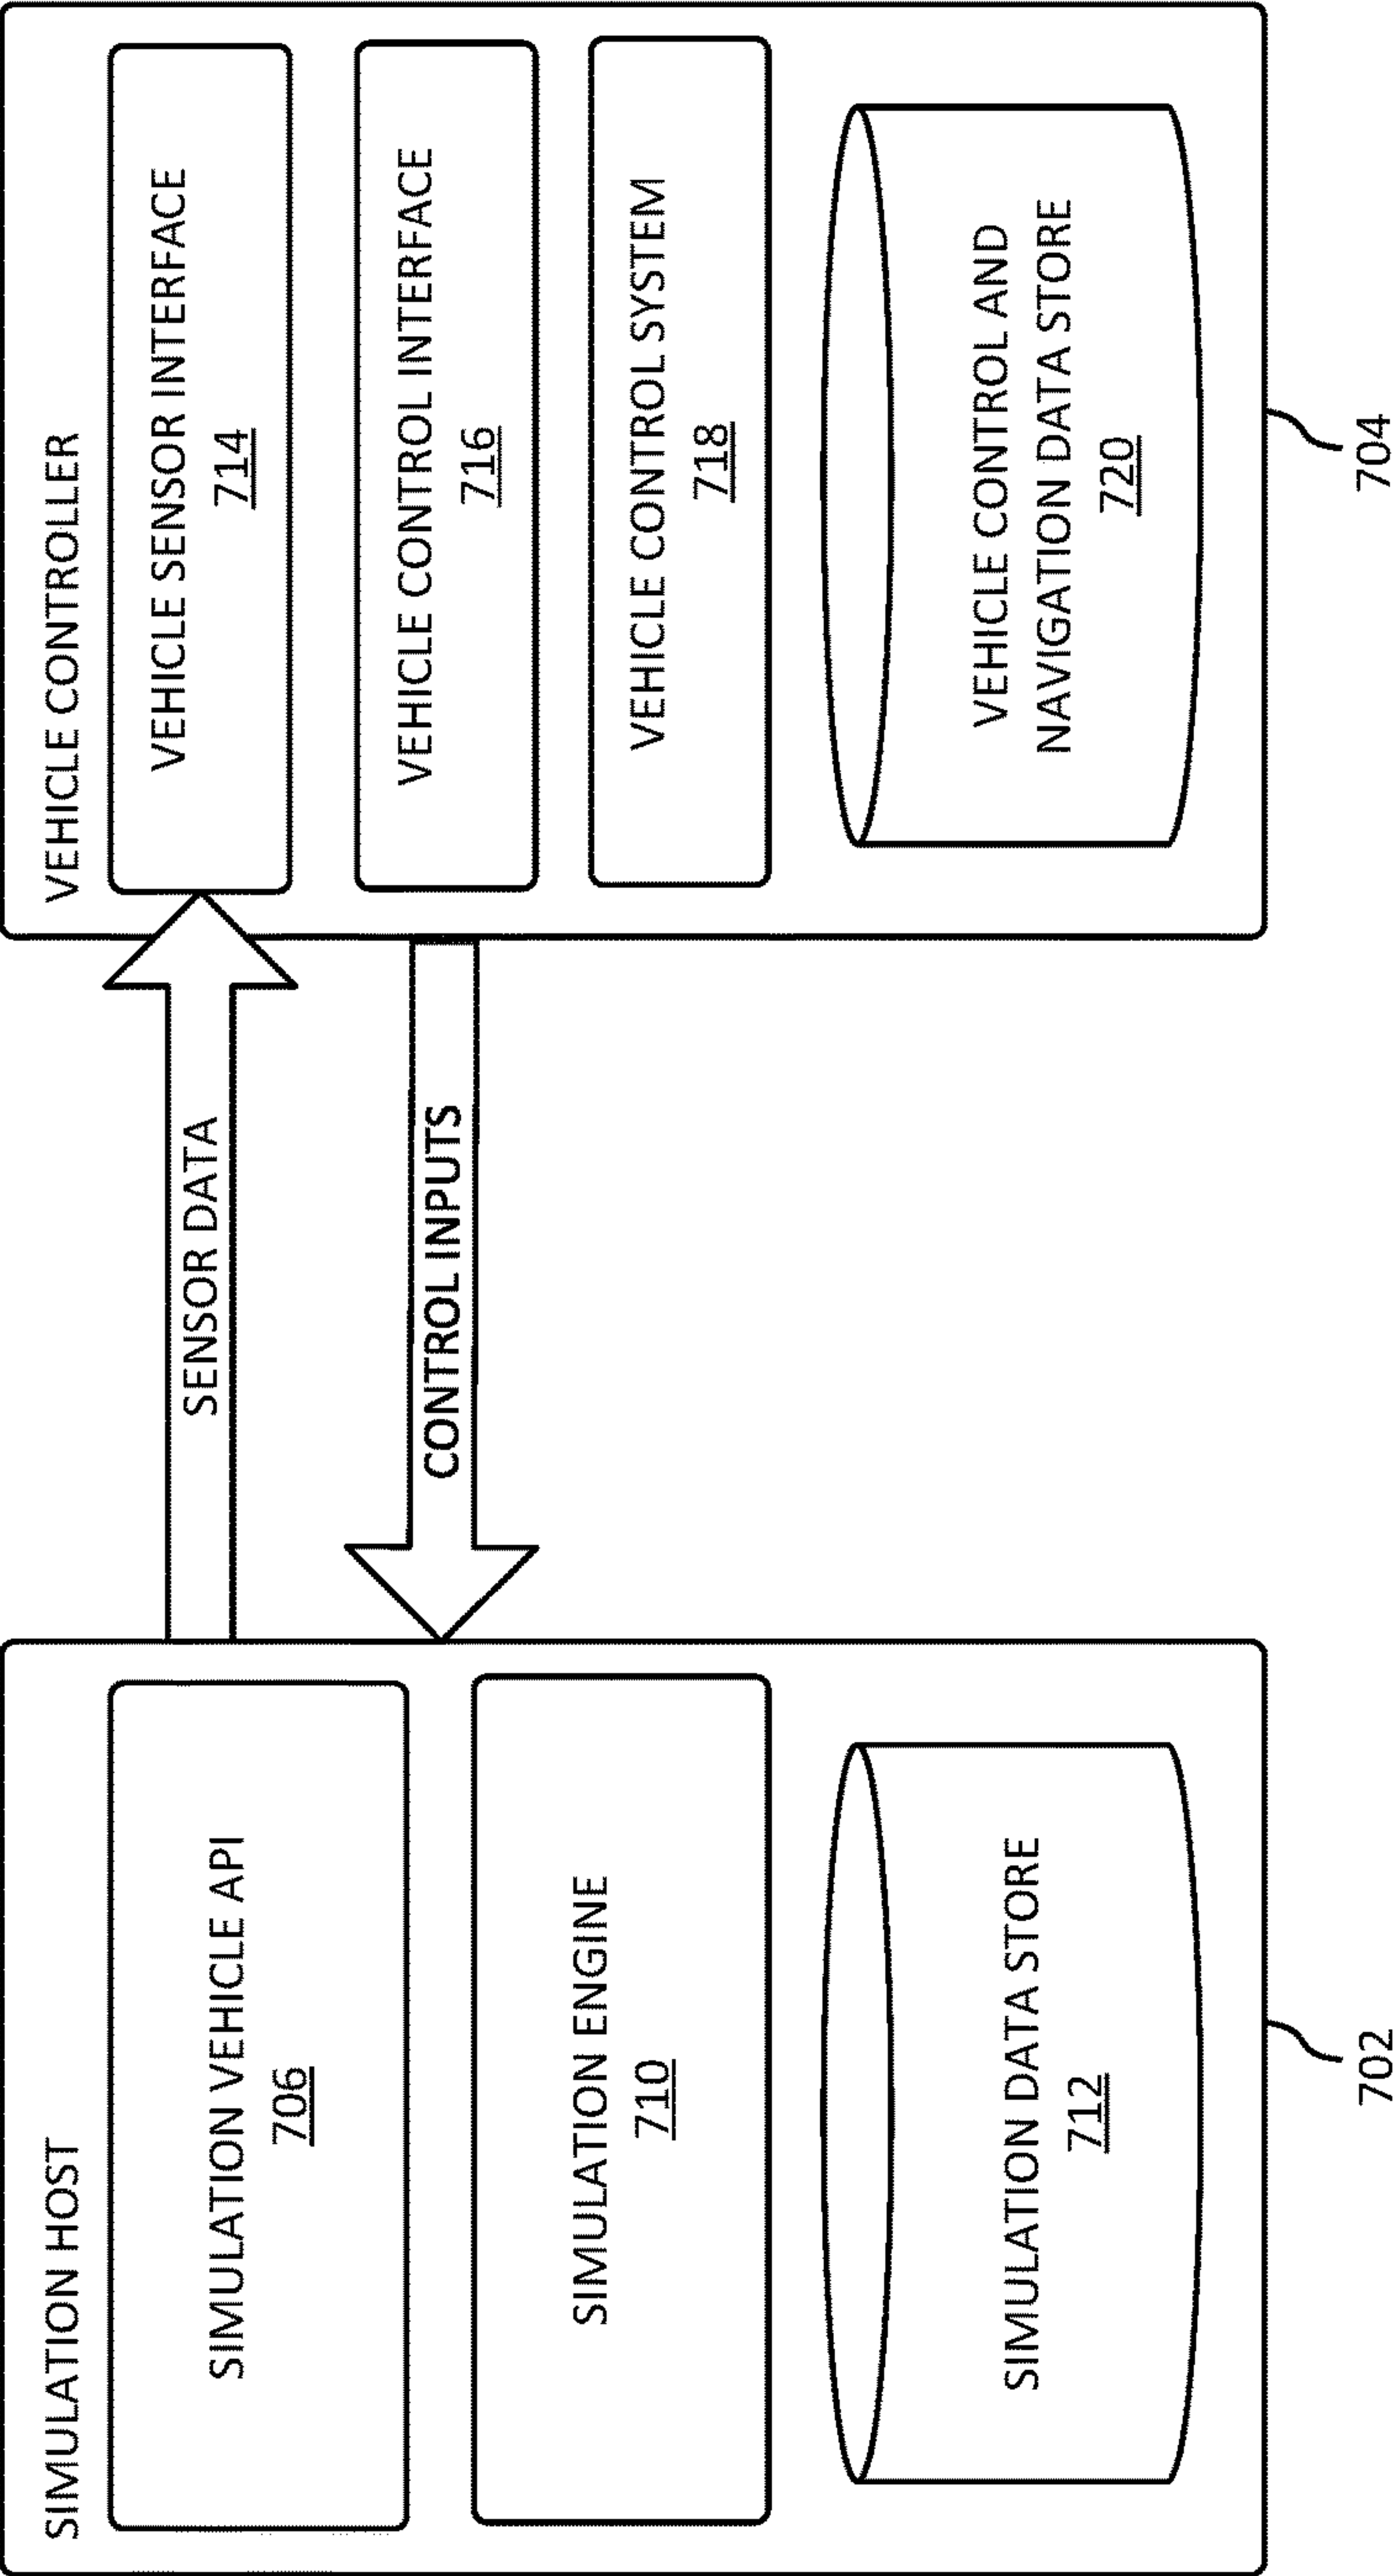 SIMULATION HOST
SIMULATION VEHICLE API
706
SIMULATION ENGINE
710
SIMULATION DATA STORE
712
702
SENSOR DATA
CONTROL INPUTS
VEHICLE CONTROLLER
VEHICLE SENSOR INTERFACE
714
VEHICLE CONTROL INTERFACE
716
VEHICLE CONTROL SYSTEM
718
VEHICLE CONTROL AND
NAVIGATION DATA STORE
720
704